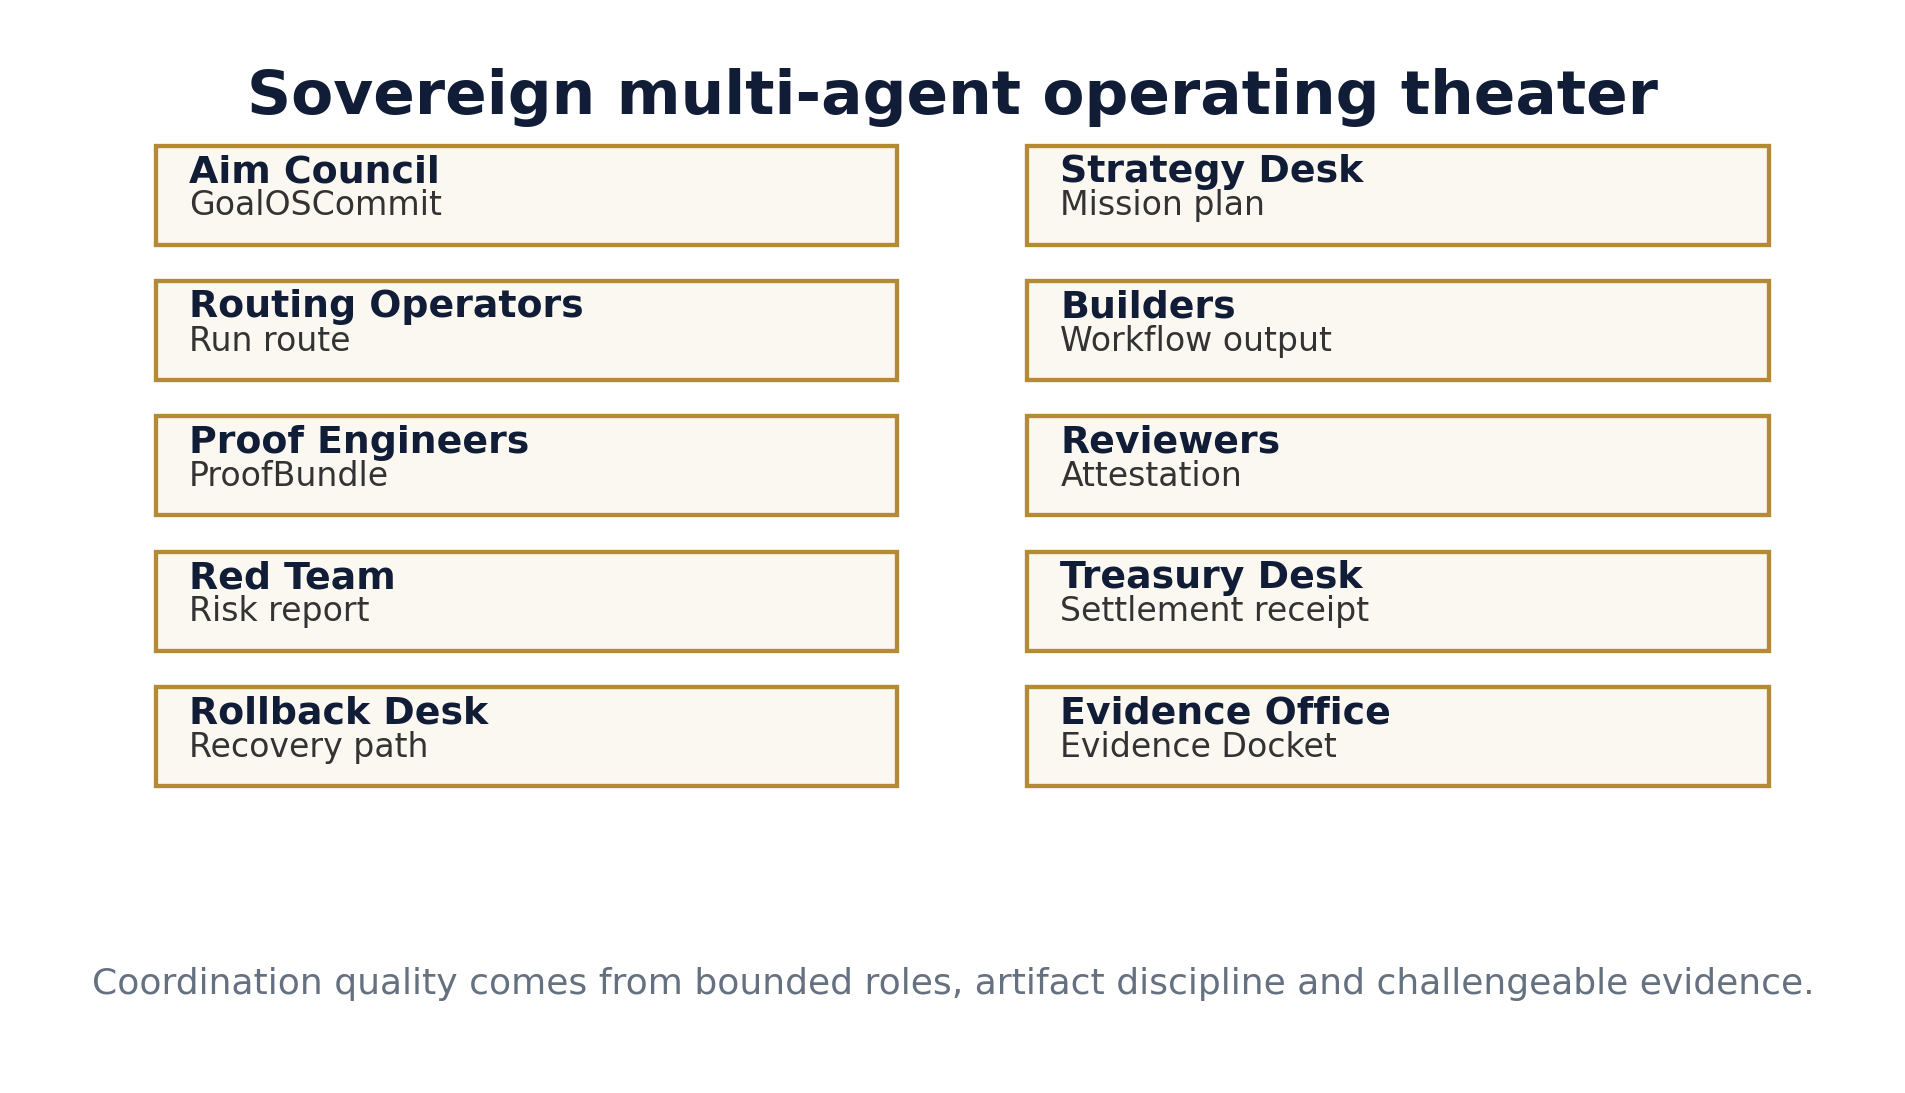 Sovereign multi-agent operating theater
Aim Council
GoalOSCommit
Strategy Desk
Mission plan
Routing Operators
Run route
Builders
Workflow output
Proof Engineers
ProofBundle
Reviewers
Attestation
Red Team
Risk report
Treasury Desk
Settlement receipt
Rollback Desk
Recovery path
Evidence Office
Evidence Docket
Coordination quality comes from bounded roles, artifact discipline and challengeable evidence.